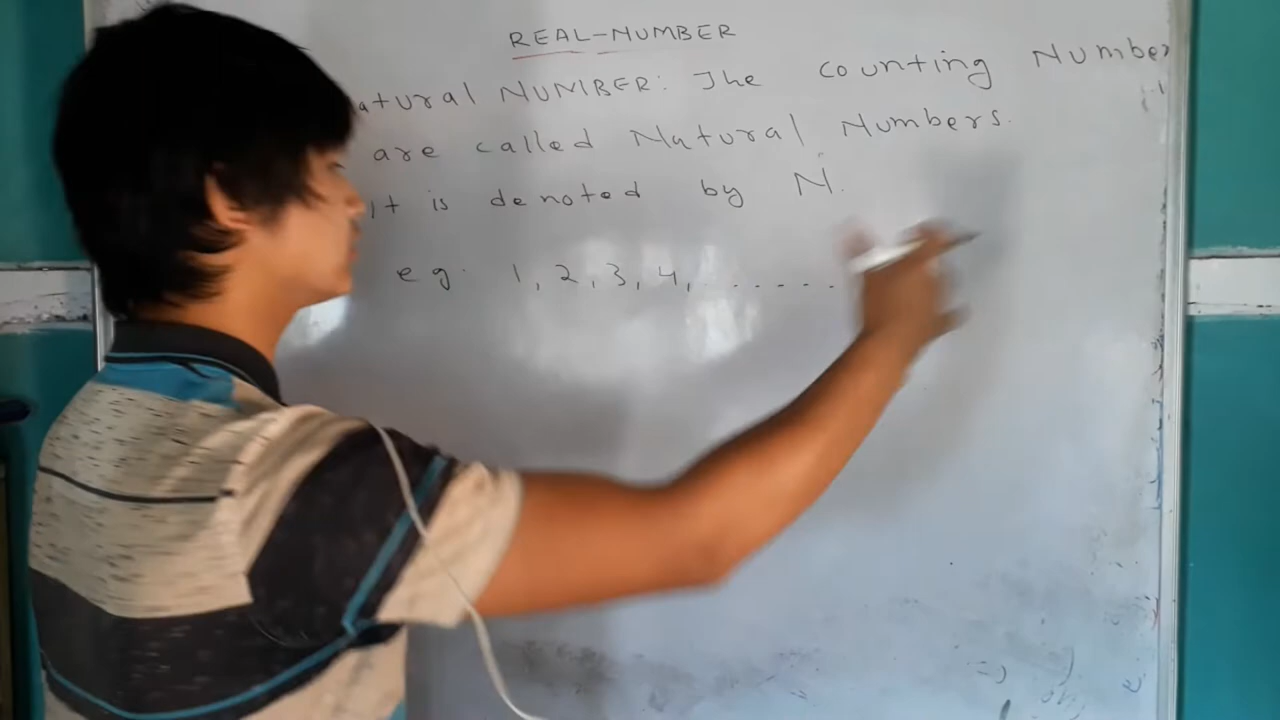 REAL-NUMBER
atural NUMBER: The counting Number
are called Natural Numbers.
it is denoted by N.
eg. 1, 2, 3, 4, ......